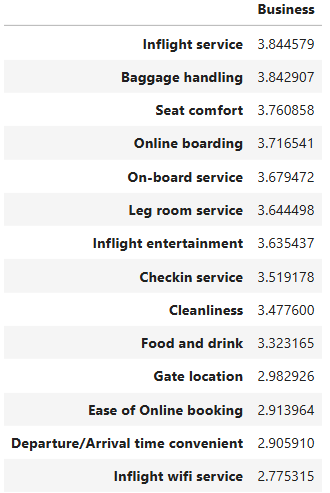 Business
Inflight service 3.844579
Baggage handling 3.842907
Seat comfort 3.760858
Online boarding 3.716541
On-board service 3.679472
Leg room service 3.644498
Inflight entertainment 3.635437
Checkin service 3.519178
Cleanliness 3.477600
Food and drink 3.323165
Gate location 2.982926
Ease of Online booking 2.913964
Departure/Arrival time convenient 2.905910
Inflight wifi service 2.775315